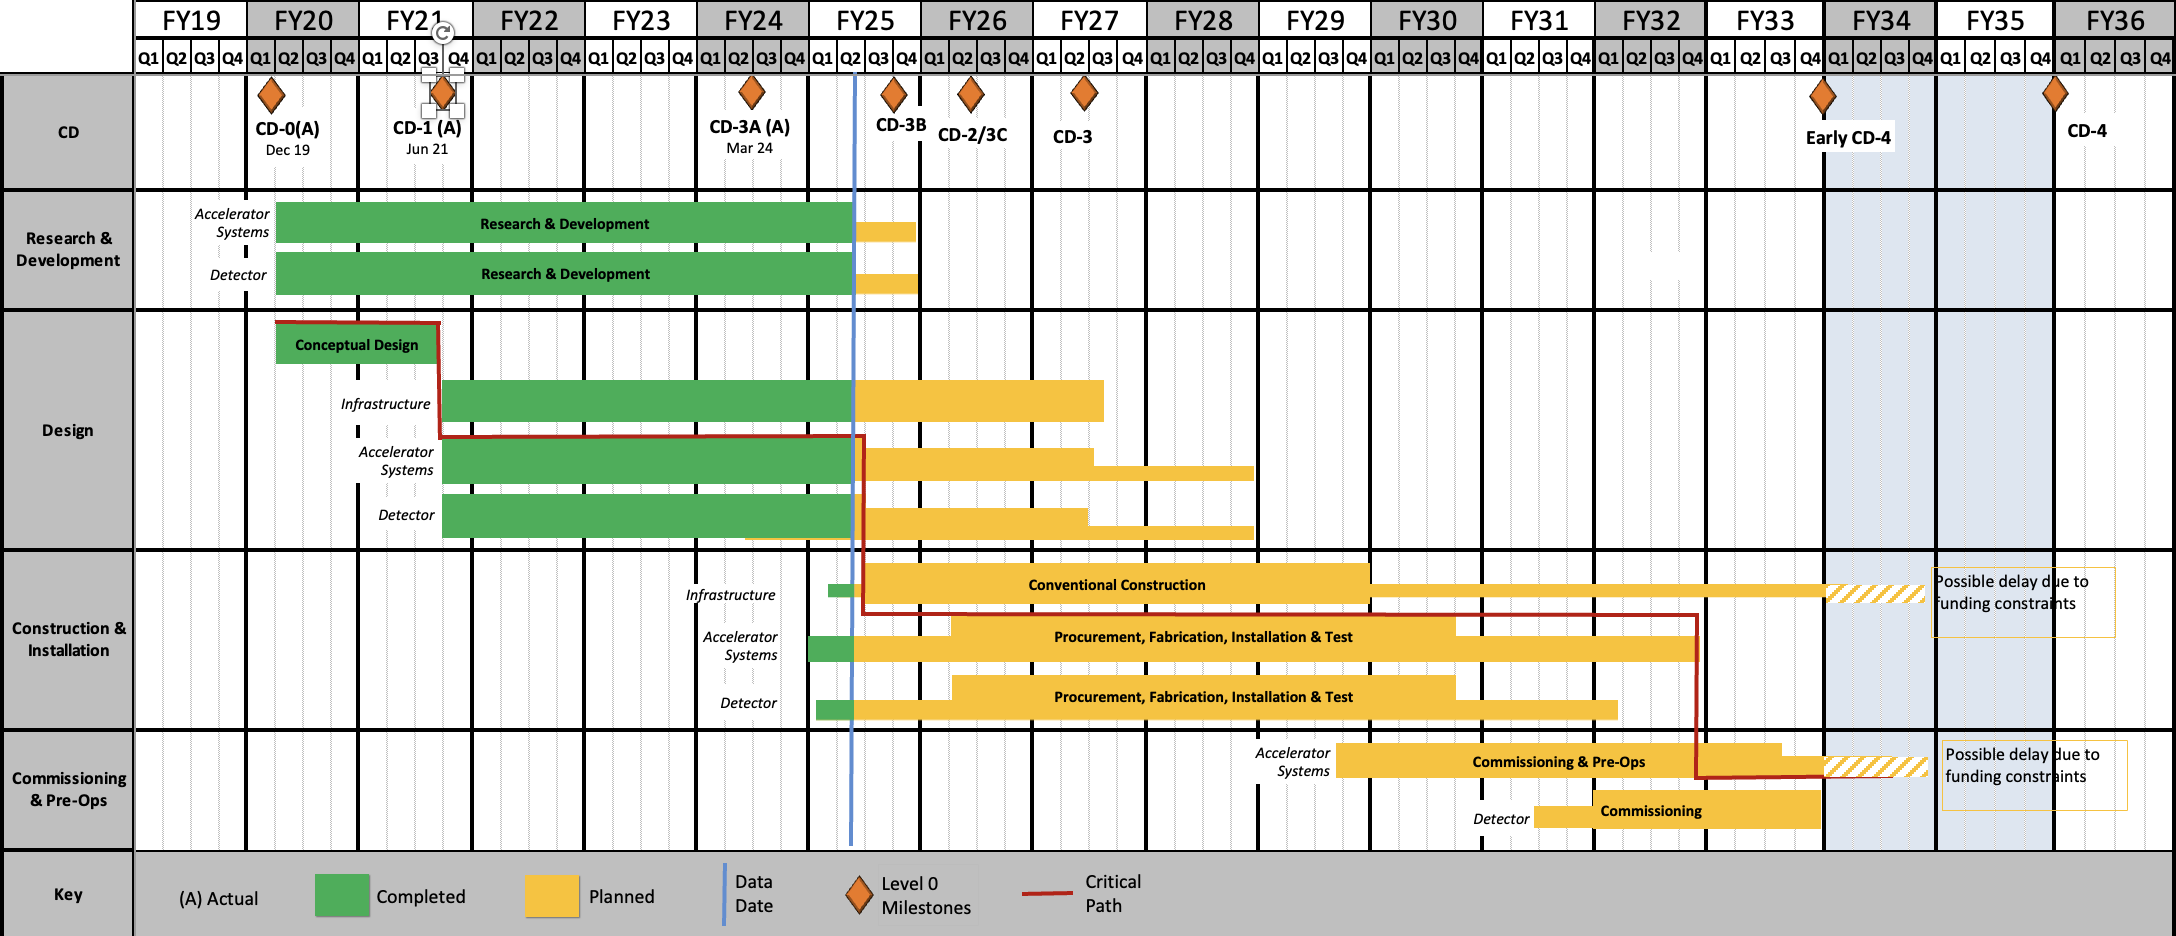 FY19 FY20 FY21 FY22 FY23 FY24 FY25 FY26 FY27 FY28 FY29 FY30 FY31 FY32 FY33 FY34 FY35 FY36
Q1 Q2 Q3 Q4 Q1 Q2 Q3 Q4 Q1 Q2 Q3 Q4 Q1 Q2 Q3 Q4 Q1 Q2 Q3 Q4 Q1 Q2 Q3 Q4 Q1 Q2 Q3 Q4 Q1 Q2 Q3 Q4 Q1 Q2 Q3 Q4 Q1 Q2 Q3 Q4 Q1 Q2 Q3 Q4 Q1 Q2 Q3 Q4 Q1 Q2 Q3 Q4 Q1 Q2 Q3 Q4 Q1 Q2 Q3 Q4 Q1 Q2 Q3 Q4 Q1 Q2 Q3 Q4 Q1 Q2 Q3 Q4
CD
CD-0(A)
Dec 19
CD-1 (A)
Jun 21
CD-3A (A)
Mar 24
CD-3B
CD-2/3C
CD-3
Early CD-4
CD-4
Research &
Development
Accelerator
Systems
Research & Development
Detector
Research & Development
Design
Conceptual Design
Infrastructure
Accelerator
Systems
Detector
Construction &
Installation
Infrastructure
Conventional Construction
Possible delay due to
funding constraints
Accelerator
Systems
Procurement, Fabrication, Installation & Test
Detector
Procurement, Fabrication, Installation & Test
Commissioning
& Pre-Ops
Accelerator
Systems
Commissioning & Pre-Ops
Possible delay due to
funding constraints
Detector
Commissioning
Key
(A) Actual
Completed
Planned
Data
Date
Level 0
Milestones
Critical
Path